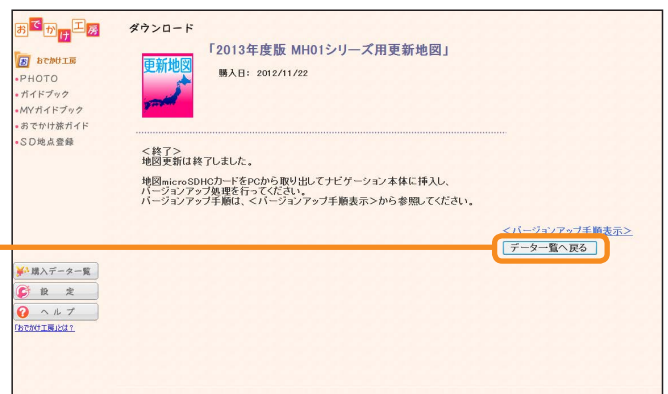 おでかけ工房
おでかけ工房
・PHOTO
・ガイドブック
・MYガイドブック
・おでかけ旅ガイド
・SD地点登録
購入データ一覧
設 定
ヘルプ
「おでかけ工房」とは？
ダウンロード
更新地図
「2013年度版 MH01シリーズ用更新地図」
購入日: 2012/11/22
＜終了＞
地図更新は終了しました。
地図microSDHCカードをPCから取り出してナビゲーション本体に挿入し、
バージョンアップ処理を行ってください。
バージョンアップ手順は、＜バージョンアップ手順表示＞から参照してください。
＜バージョンアップ手順表示＞
データ一覧へ戻る